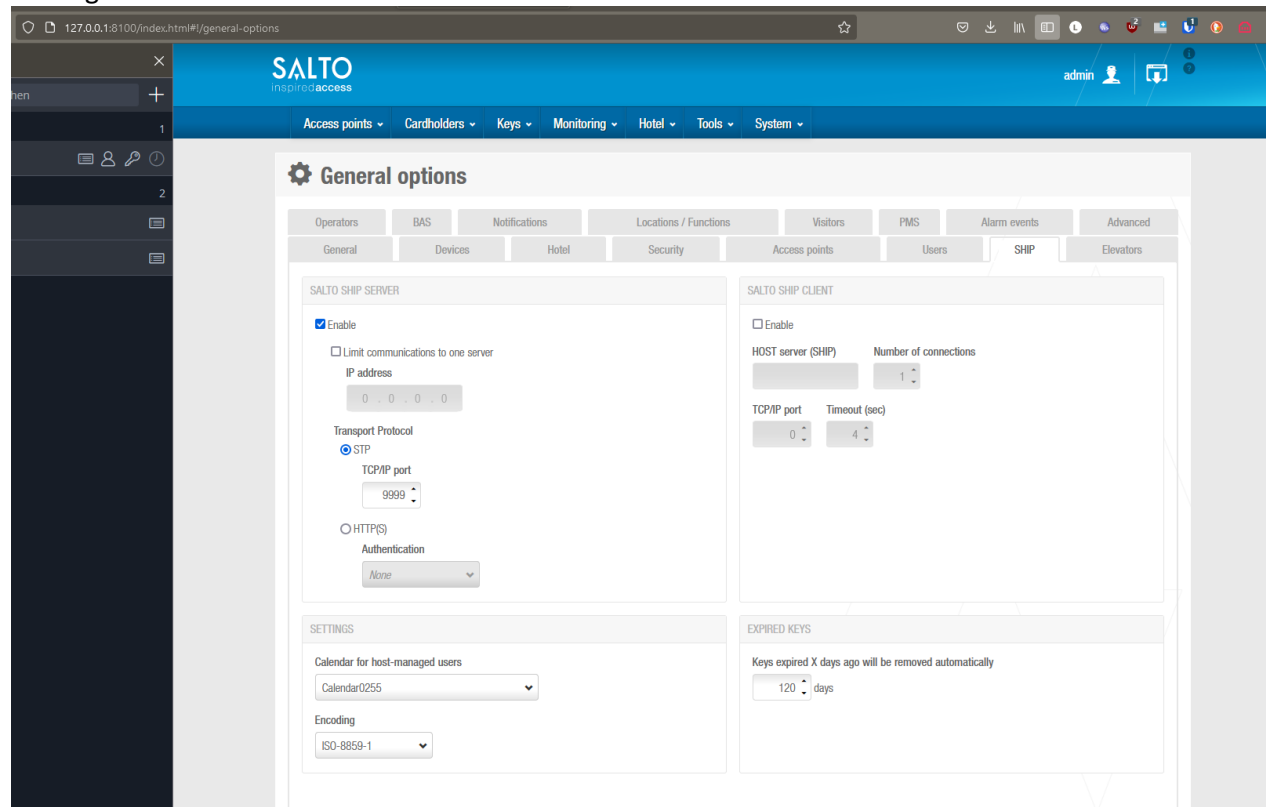 127.0.0.1:8100/index.html#!/general-options
hen
1
2
SALTO
inspiredaccess
admin
Access points Cardholders Keys Monitoring Hotel Tools System
General options
Operators BAS Notifications Locations / Functions Visitors PMS Alarm events Advanced
General Devices Hotel Security Access points Users SHIP Elevators
SALTO SHIP SERVER
Enable
Limit communications to one server
IP address
0 . 0 . 0 . 0
Transport Protocol
STP
TCP/IP port
9999
HTTP(S)
Authentication
None
SALTO SHIP CLIENT
Enable
HOST server (SHIP) Number of connections
1
TCP/IP port Timeout (sec)
0 4
SETTINGS
Calendar for host-managed users
Calendar0255
Encoding
ISO-8859-1
EXPIRED KEYS
Keys expired X days ago will be removed automatically
120 days